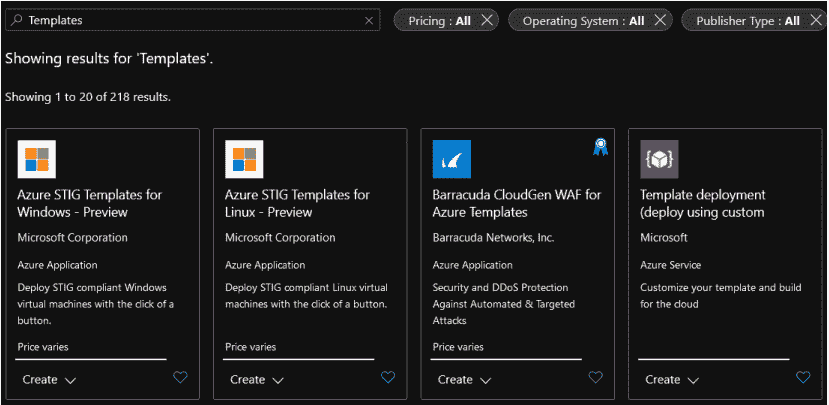 Templates
Pricing : All
Operating System : All
Publisher Type : All
Showing results for 'Templates'.
Showing 1 to 20 of 218 results.
Azure STIG Templates for
Windows - Preview
Microsoft Corporation
Azure Application
Deploy STIG compliant Windows
virtual machines with the click of a
button.
Price varies
Create
Azure STIG Templates for
Linux - Preview
Microsoft Corporation
Azure Application
Deploy STIG compliant Linux virtual
machines with the click of a button.
Price varies
Create
Barracuda CloudGen WAF for
Azure Templates
Barracuda Networks, Inc.
Azure Application
Security and DDoS Protection
Against Automated & Targeted
Attacks
Price varies
Create
Template deployment
(deploy using custom
Microsoft
Azure Service
Customize your template and build
for the cloud
Create